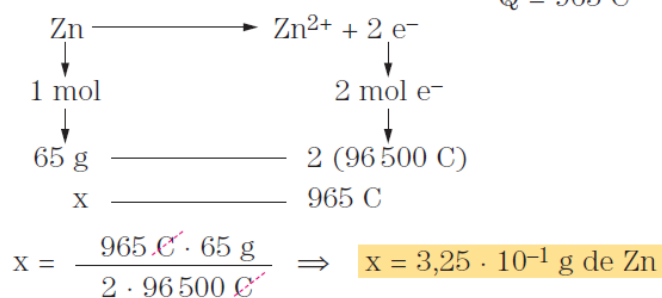 Q = 965 C
Zn → Zn²⁺ + 2 e⁻
1 mol 2 mol e⁻
65 g 2 (96 500 C)
x 965 C
x = 965 C · 65 g / 2 · 96 500 C ⇒ x = 3,25 · 10⁻¹ g de Zn